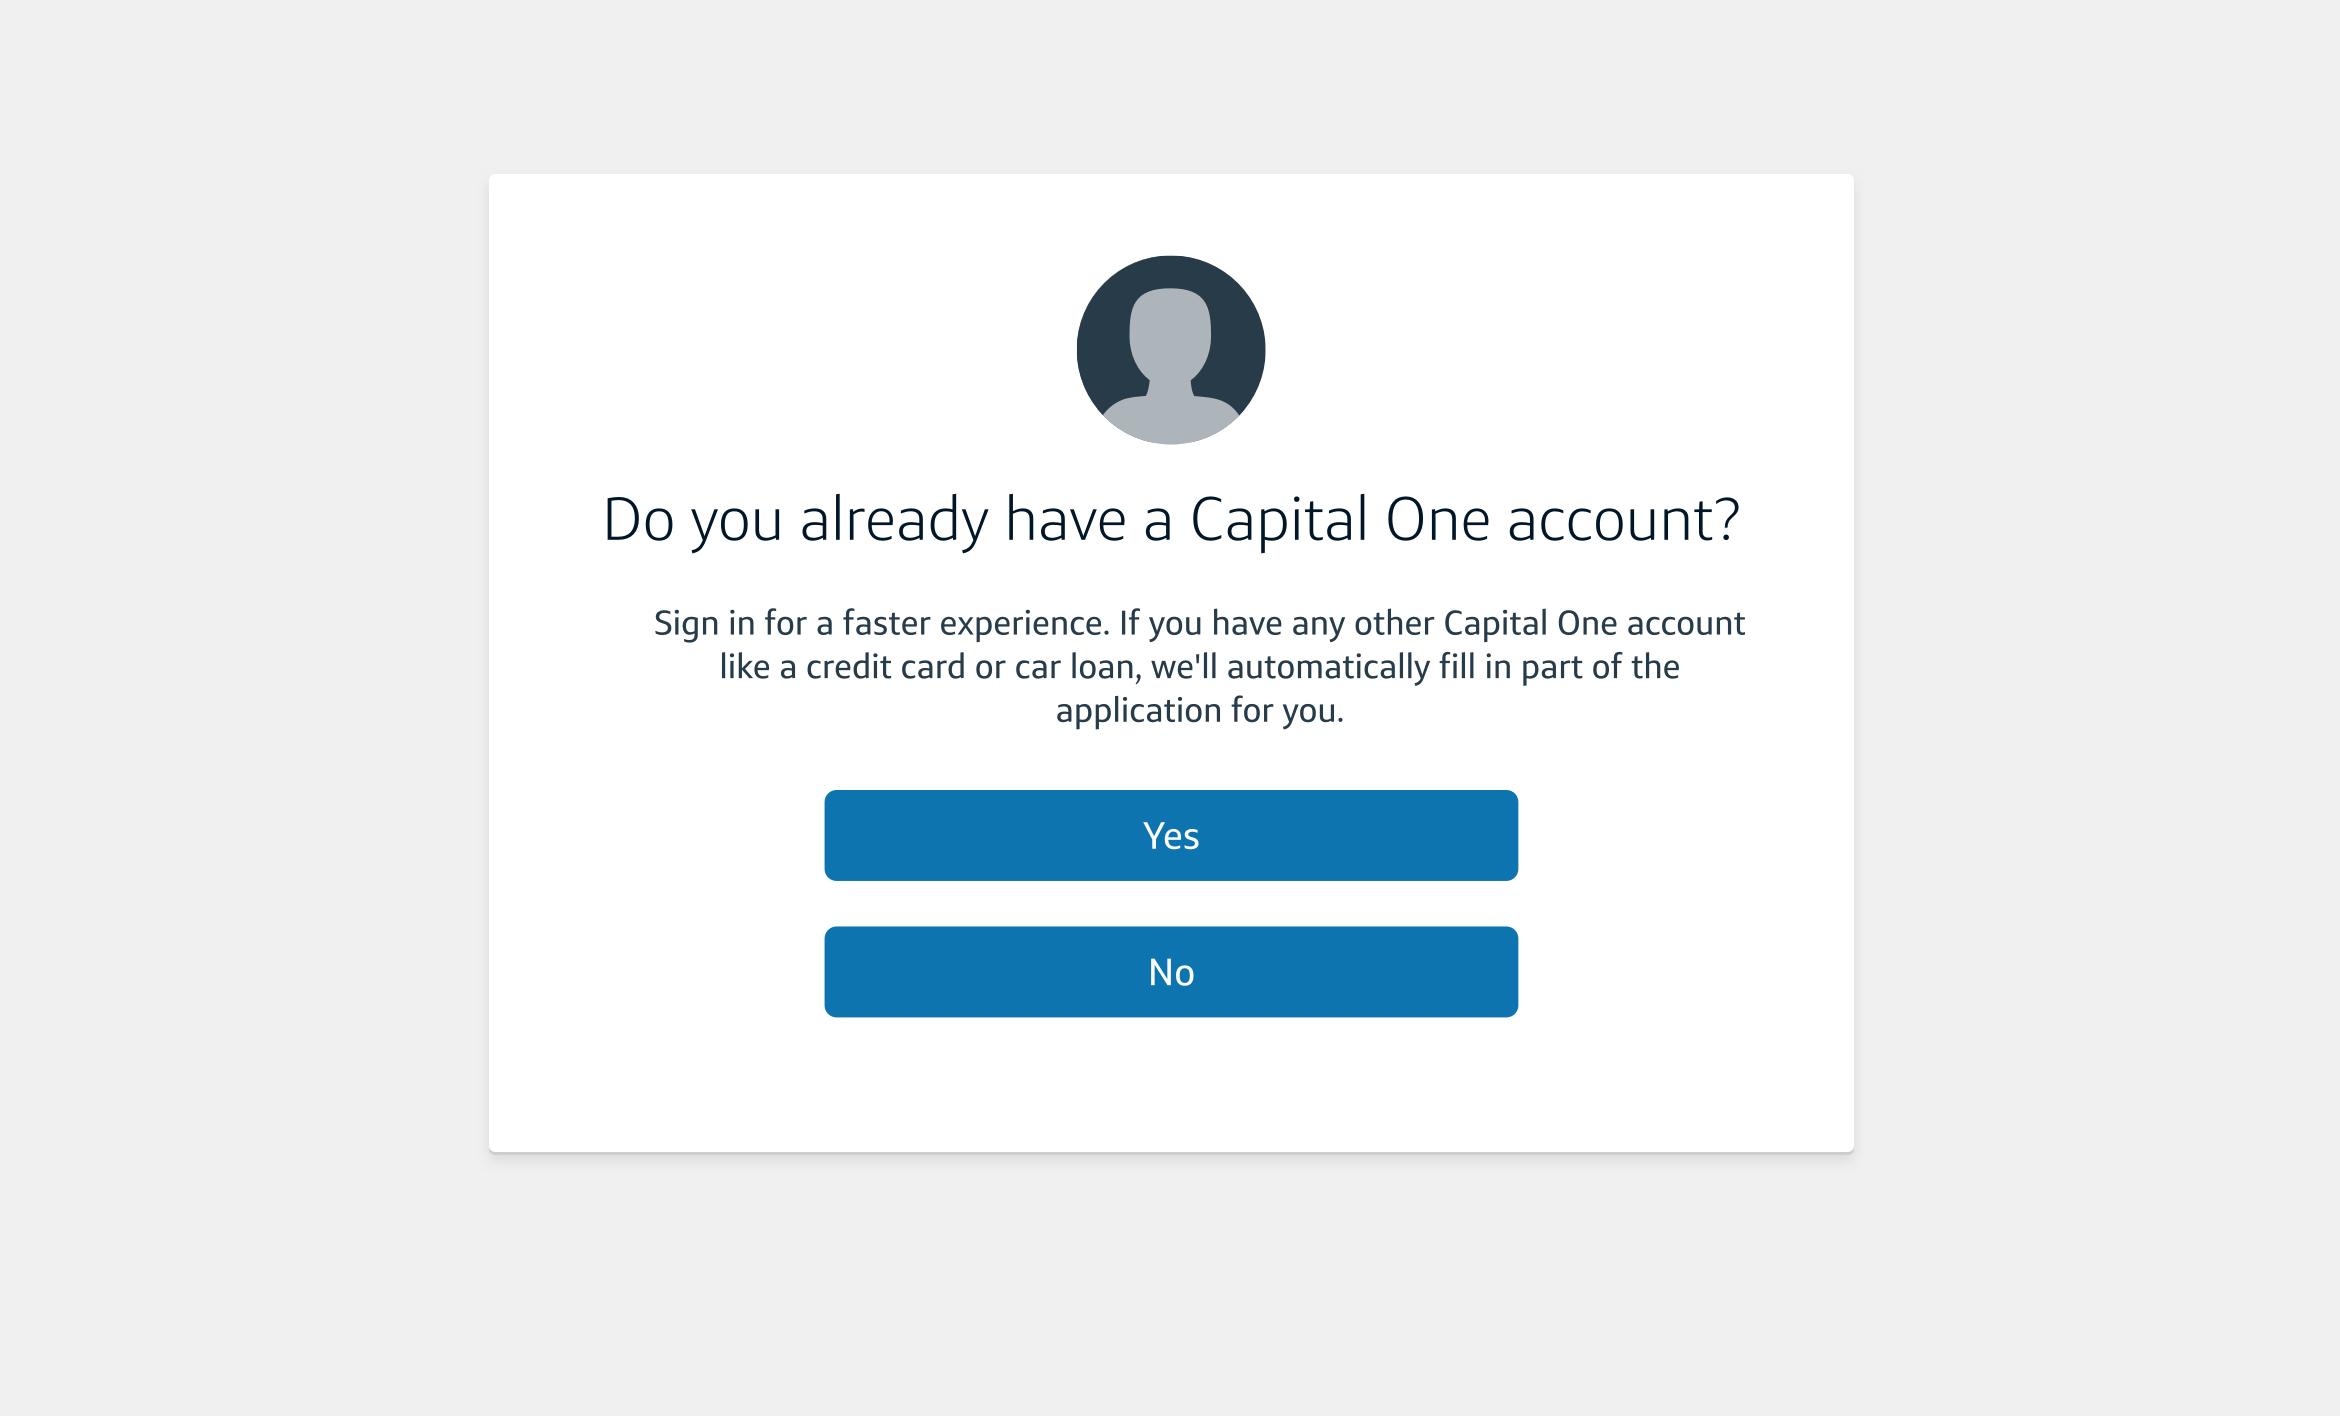 Do you already have a Capital One account?
Sign in for a faster experience. If you have any other Capital One account
like a credit card or car loan, we'll automatically fill in part of the
application for you.
Yes
No